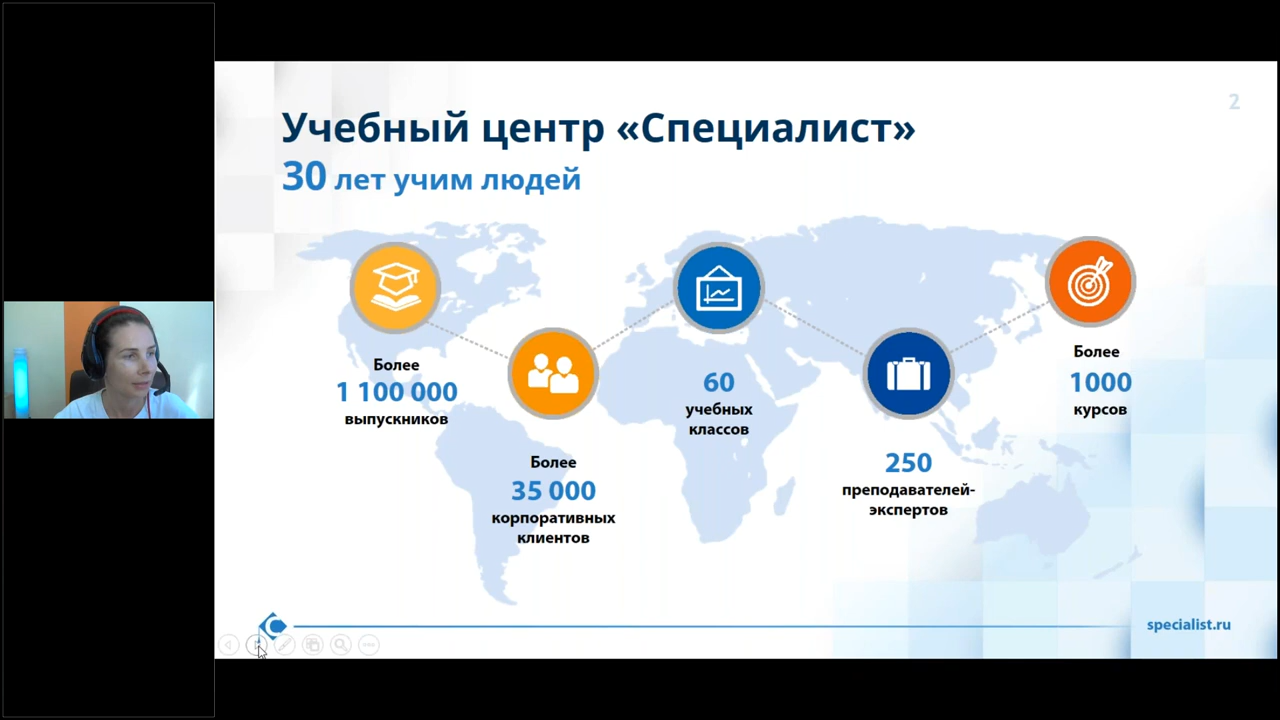 2
Учебный центр «Специалист»
30 лет учим людей
Более
1 100 000
выпускников
Более
35 000
корпоративных
клиентов
60
учебных
классов
250
преподавателей-
экспертов
Более
1000
курсов
specialist.ru